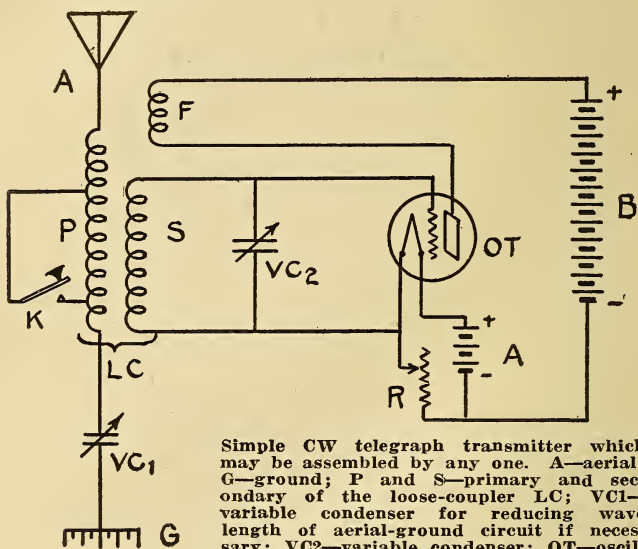 A
F
+
B
P
S
VC2
OT
K
LC
+
A
-
R
-
VC1
G
Simple CW telegraph transmitter which
may be assembled by any one. A—aerial
G—ground; P and S—primary and sec-
ondary of the loose-coupler LC; VC1—
variable condenser for reducing wave
length of aerial-ground circuit if neces-
sary; VC2—variable condenser; OT—oscil-